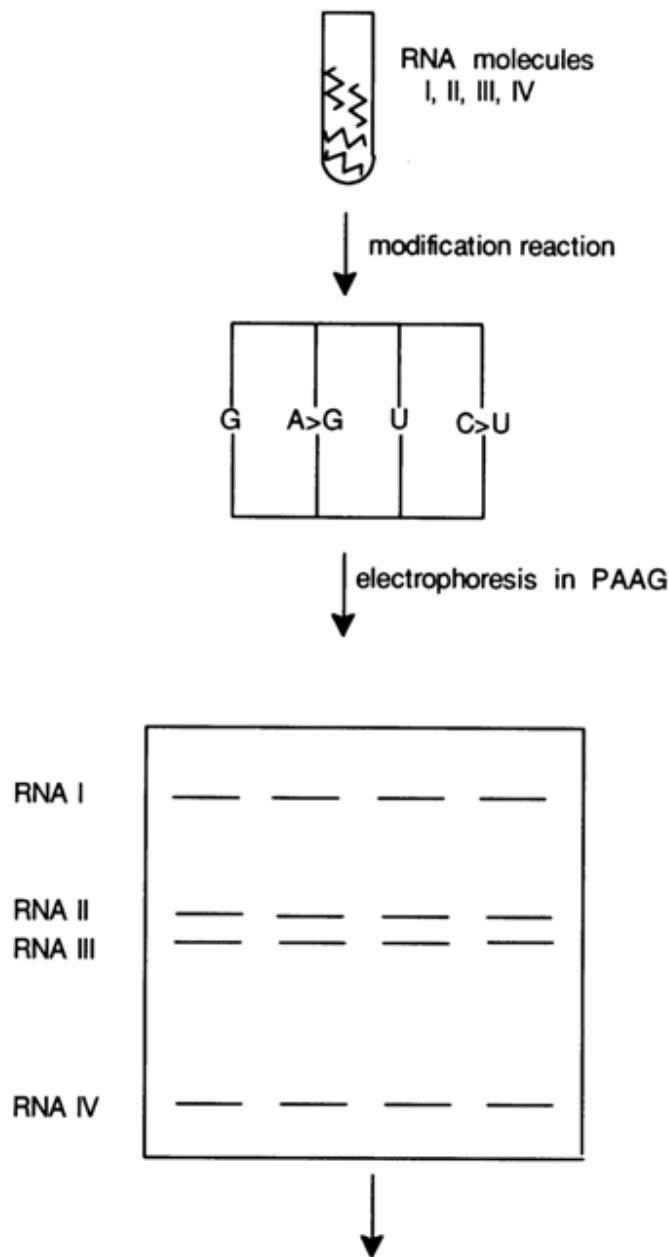 RNA molecules
I, II, III, IV
modification reaction
G A>G U C>U
electrophoresis in PAAG
RNA I
RNA II
RNA III
RNA IV